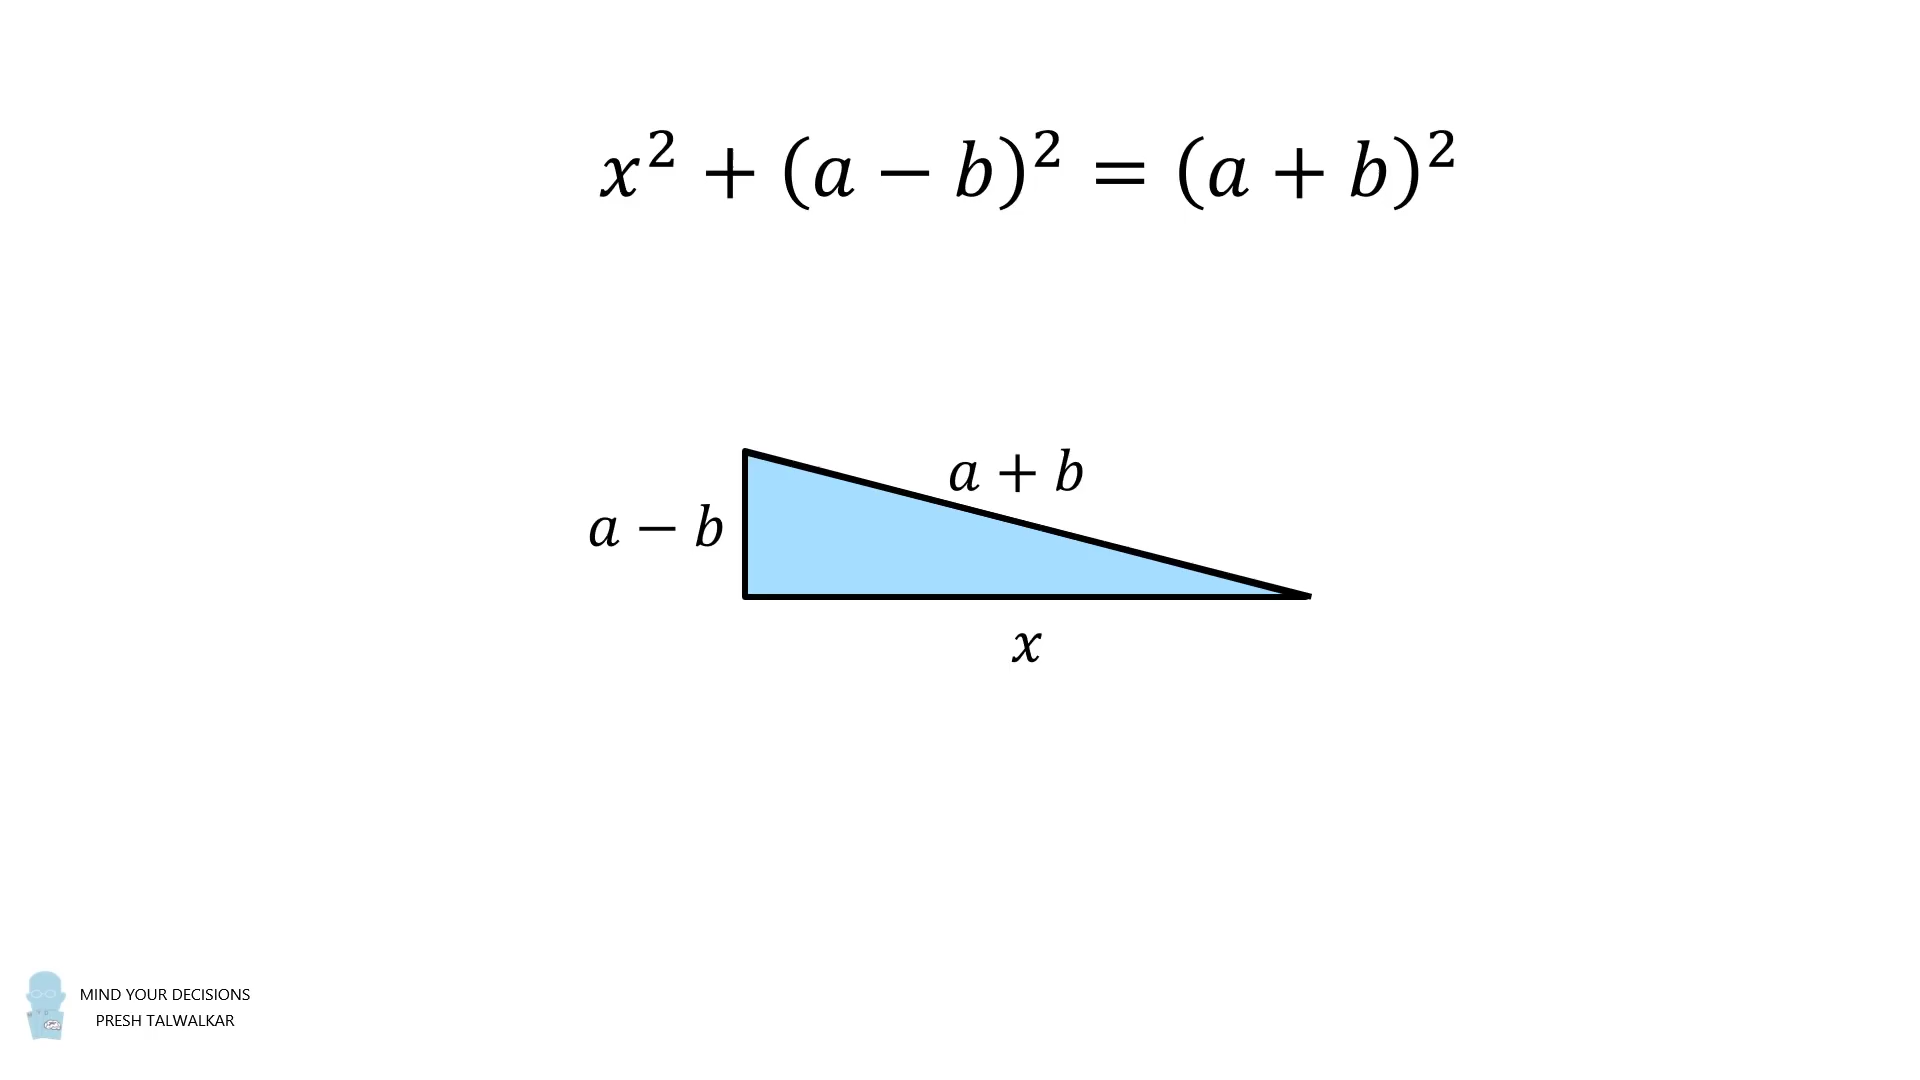 x² + (a − b)² = (a + b)²
a + b
a − b
x
MIND YOUR DECISIONS
PRESH TALWALKAR